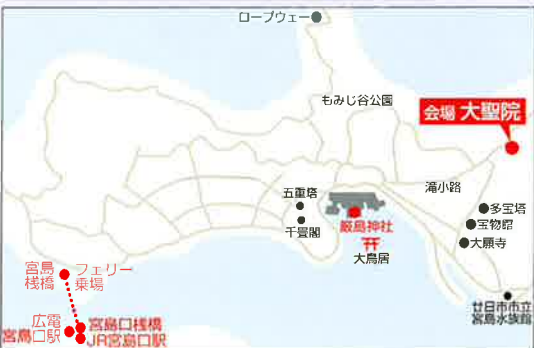 ロープウェー
もみじ谷公園
会場 大聖院
滝小路
五重塔
千畳閣
厳島神社
大鳥居
多宝塔
宝物館
大願寺
廿日市市立
宮島水族館
宮島
桟橋
フェリー
乗場
広電
宮島口駅
宮島口桟橋
JR宮島口駅